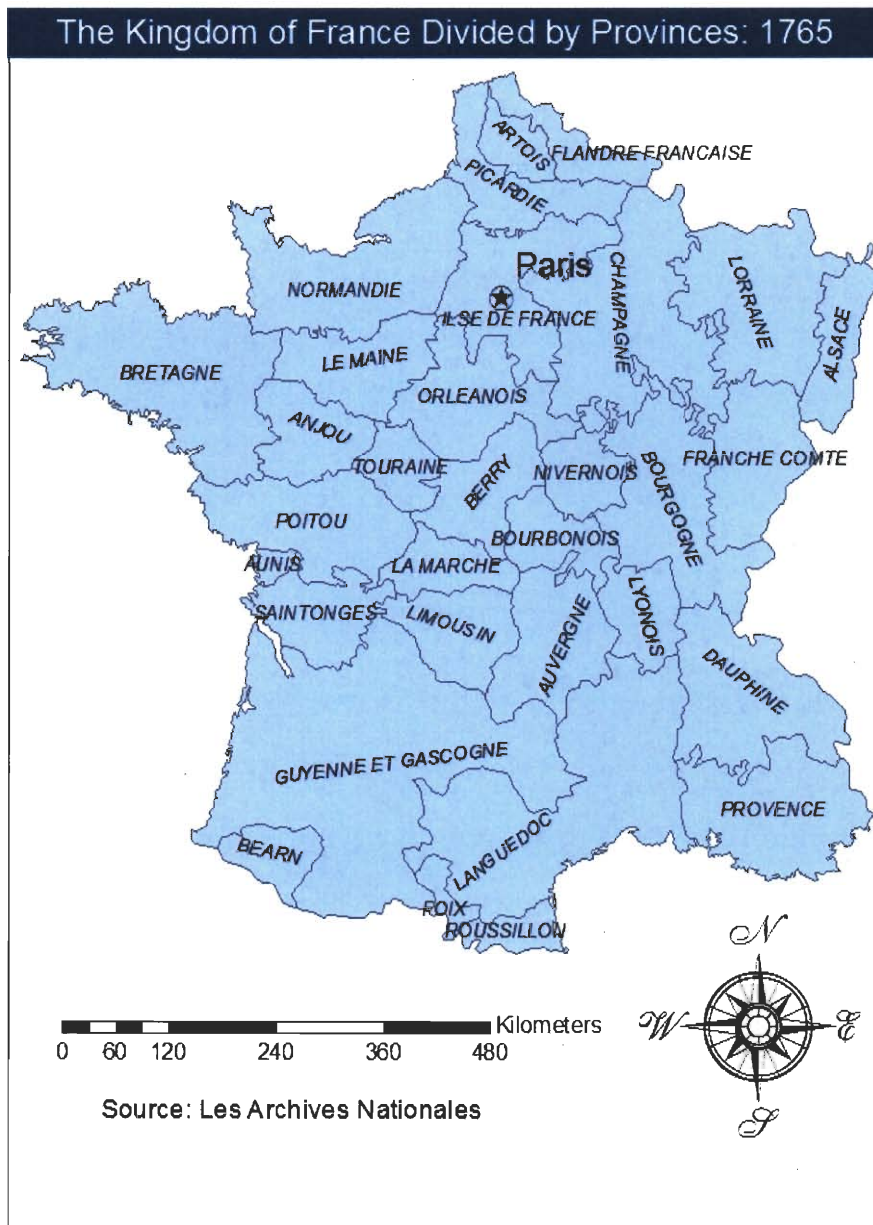 The Kingdom of France Divided by Provinces: 1765
ARTOIS
FLANDRE FRANCAISE
PICARDIE
Paris
NORMANDIE
ILSE DE FRANCE
CHAMPAGNE
LORRAINE
ALSACE
BRETAGNE
LE MAINE
ORLEANOIS
ANJOU
TOURAINE
BERRY
NIVERNOIS
BOURGOGNE
FRANCHE COMTE
POITOU
BOURBONOIS
AUNIS
LA MARCHE
SAINTONGES
LIMOUSIN
AUVERGNE
LYONOIS
DAUPHINE
GUYENNE ET GASCOGNE
PROVENCE
BEARN
LANGUEDOC
FOIX
ROUSSILLON
N
W
E
S
Kilometers
0 60 120 240 360 480
Source: Les Archives Nationales